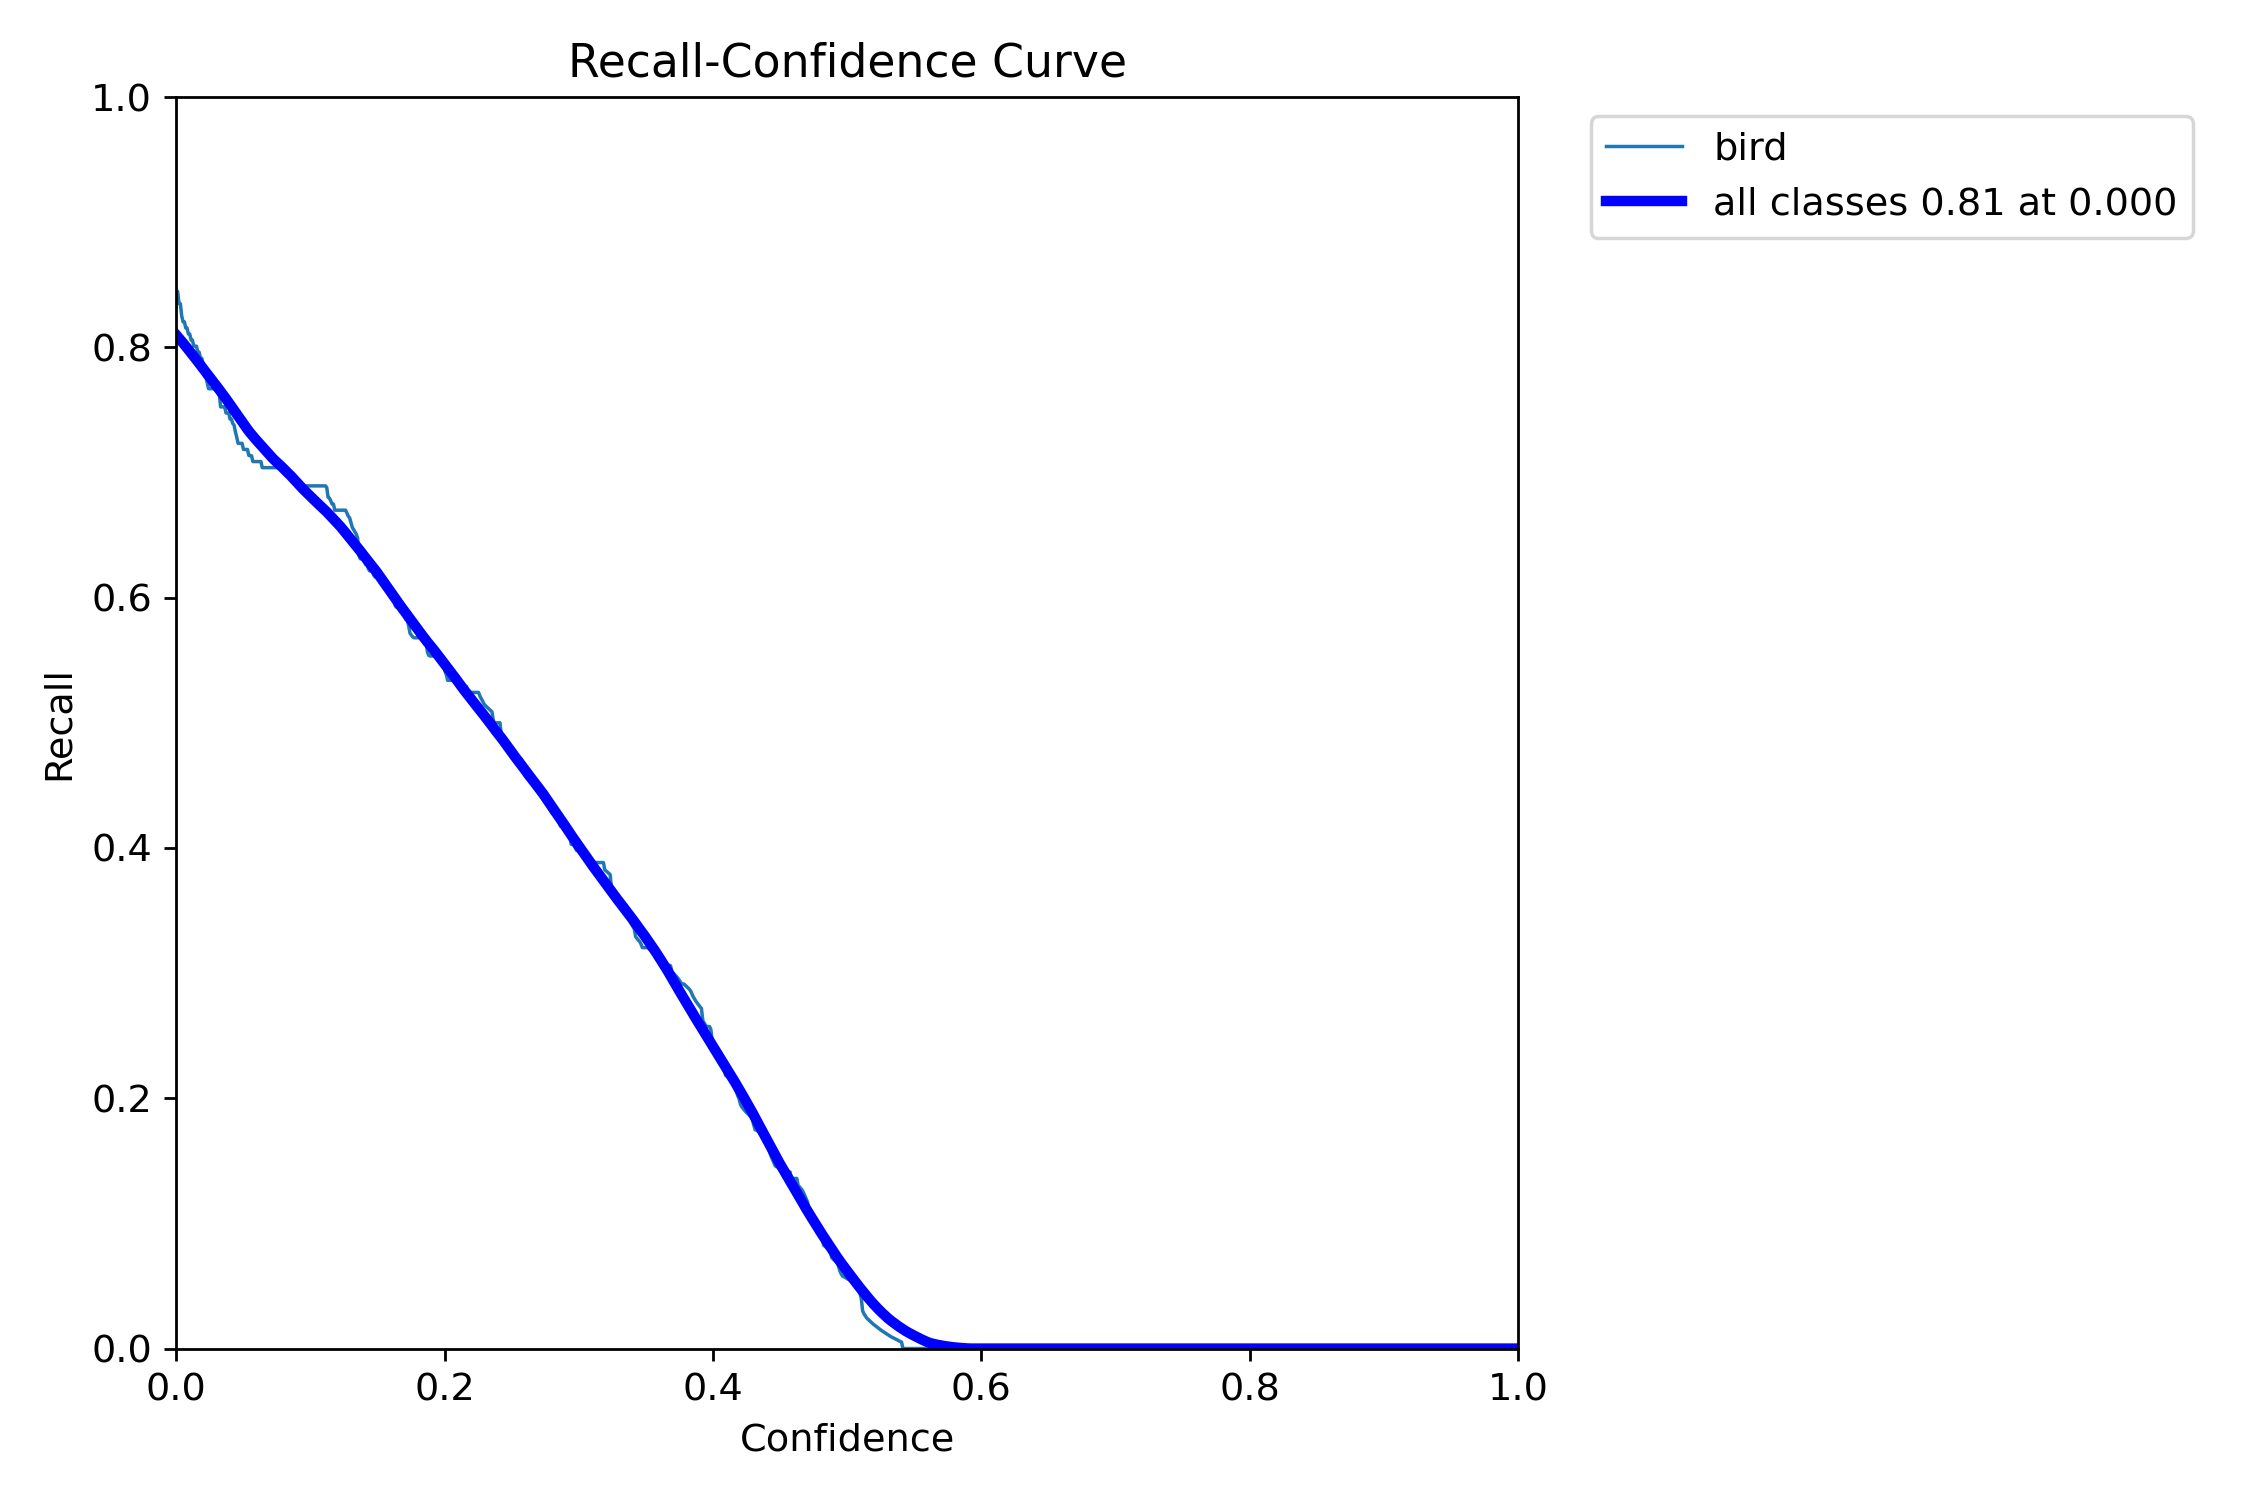 Recall-Confidence Curve
1.0
0.8
0.6
0.4
0.2
0.0
Recall
0.0 0.2 0.4 0.6 0.8 1.0
Confidence
bird
all classes 0.81 at 0.000